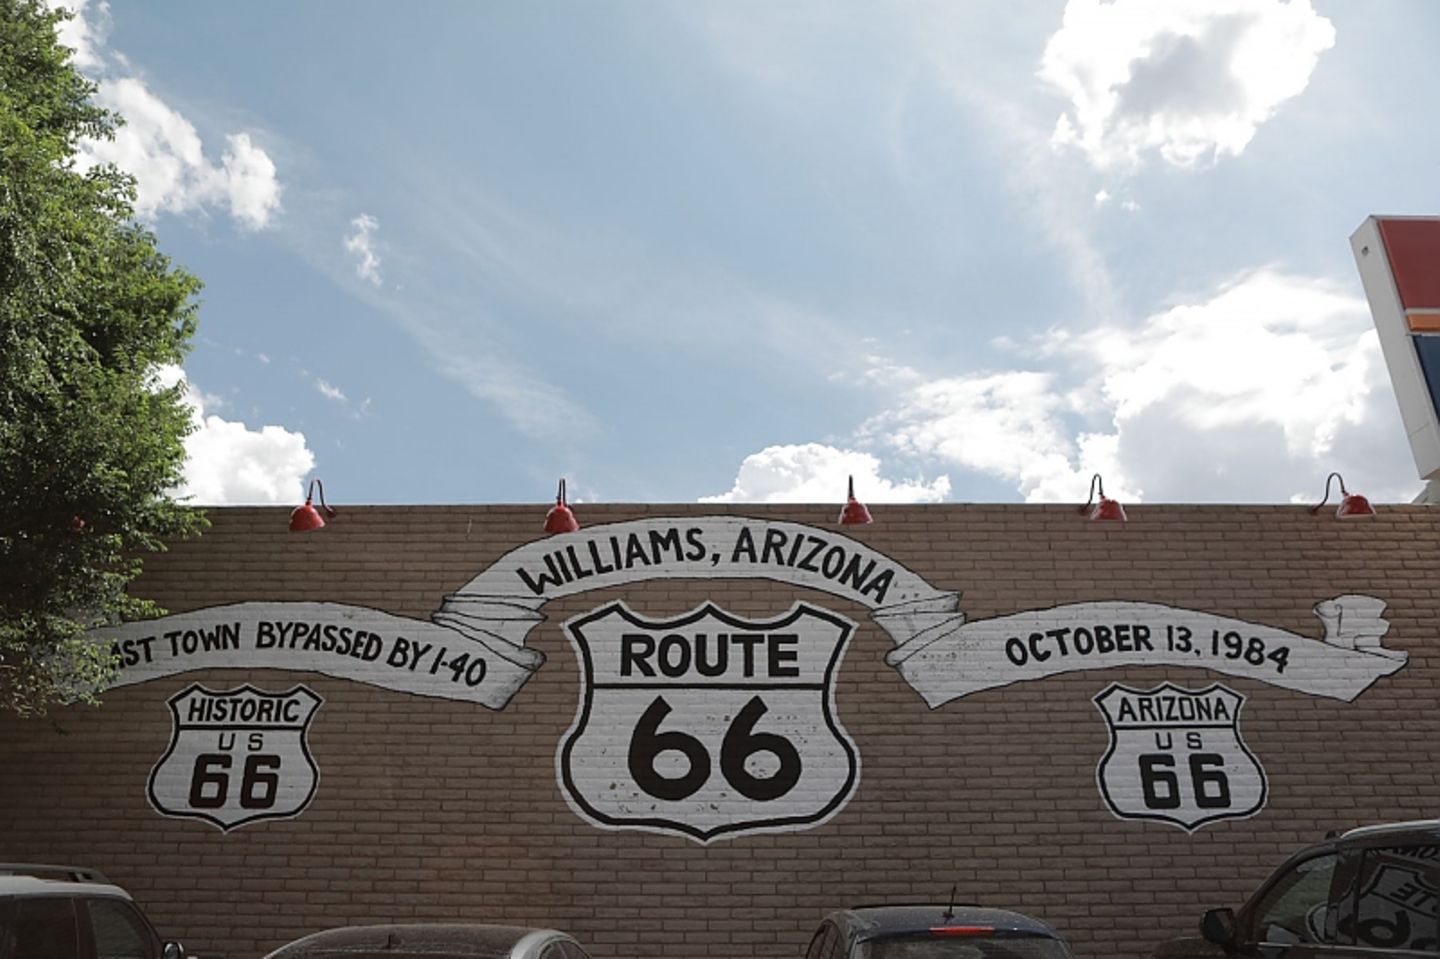 WILLIAMS, ARIZONA
TOWN BYPASSED BY I-40
OCTOBER 13, 1984
HISTORIC
US
66
ROUTE
66
ARIZONA
US
66